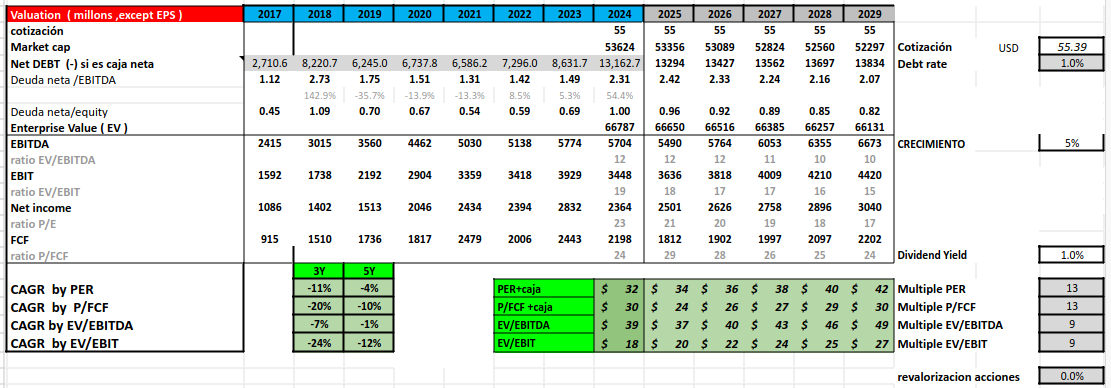 Valuation ( millons ,except EPS ) 2017 2018 2019 2020 2021 2022 2023 2024 2025 2026 2027 2028 2029
cotización 55 55 55 55 55 55
Market cap 53624 53356 53089 52824 52560 52297 Cotización USD 55.39
Net DEBT (-) si es caja neta 2,710.6 8,220.7 6,245.0 6,737.8 6,586.2 7,296.0 8,631.7 13,162.7 13294 13427 13562 13697 13834 Debt rate 1.0%
Deuda neta /EBITDA 1.12 2.73 1.75 1.51 1.31 1.42 1.49 2.31 2.42 2.33 2.24 2.16 2.07
142.9% -35.7% -13.9% -13.3% 8.5% 5.3% 54.4%
Deuda neta/equity 0.45 1.09 0.70 0.67 0.54 0.59 0.69 1.00 0.96 0.92 0.89 0.85 0.82
Enterprise Value ( EV ) 66787 66650 66516 66385 66257 66131
EBITDA 2415 3015 3560 4462 5030 5138 5774 5704 5490 5764 6053 6355 6673 CRECIMIENTO 5%
ratio EV/EBITDA 12 12 12 11 10 10
EBIT 1592 1738 2192 2904 3359 3418 3929 3448 3636 3818 4009 4210 4420
ratio EV/EBIT 19 18 17 17 16 15
Net income 1086 1402 1513 2046 2434 2394 2832 2364 2501 2626 2758 2896 3040
ratio P/E 23 21 20 19 18 17
FCF 915 1510 1736 1817 2479 2006 2443 2198 1812 1902 1997 2097 2202
ratio P/FCF 24 29 28 26 25 24 Dividend Yield 1.0%
3Y 5Y
CAGR by PER -11% -4% PER+caja $ 32 $ 34 $ 36 $ 38 $ 40 $ 42 Multiple PER 13
CAGR by P/FCF -20% -10% P/FCF +caja $ 30 $ 24 $ 26 $ 27 $ 29 $ 30 Multiple P/FCF 13
CAGR by EV/EBITDA -7% -1% EV/EBITDA $ 39 $ 37 $ 40 $ 43 $ 46 $ 49 Multiple EV/EBITDA 9
CAGR by EV/EBIT -24% -12% EV/EBIT $ 18 $ 20 $ 22 $ 24 $ 25 $ 27 Multiple EV/EBIT 9
revalorizacion acciones 0.0%